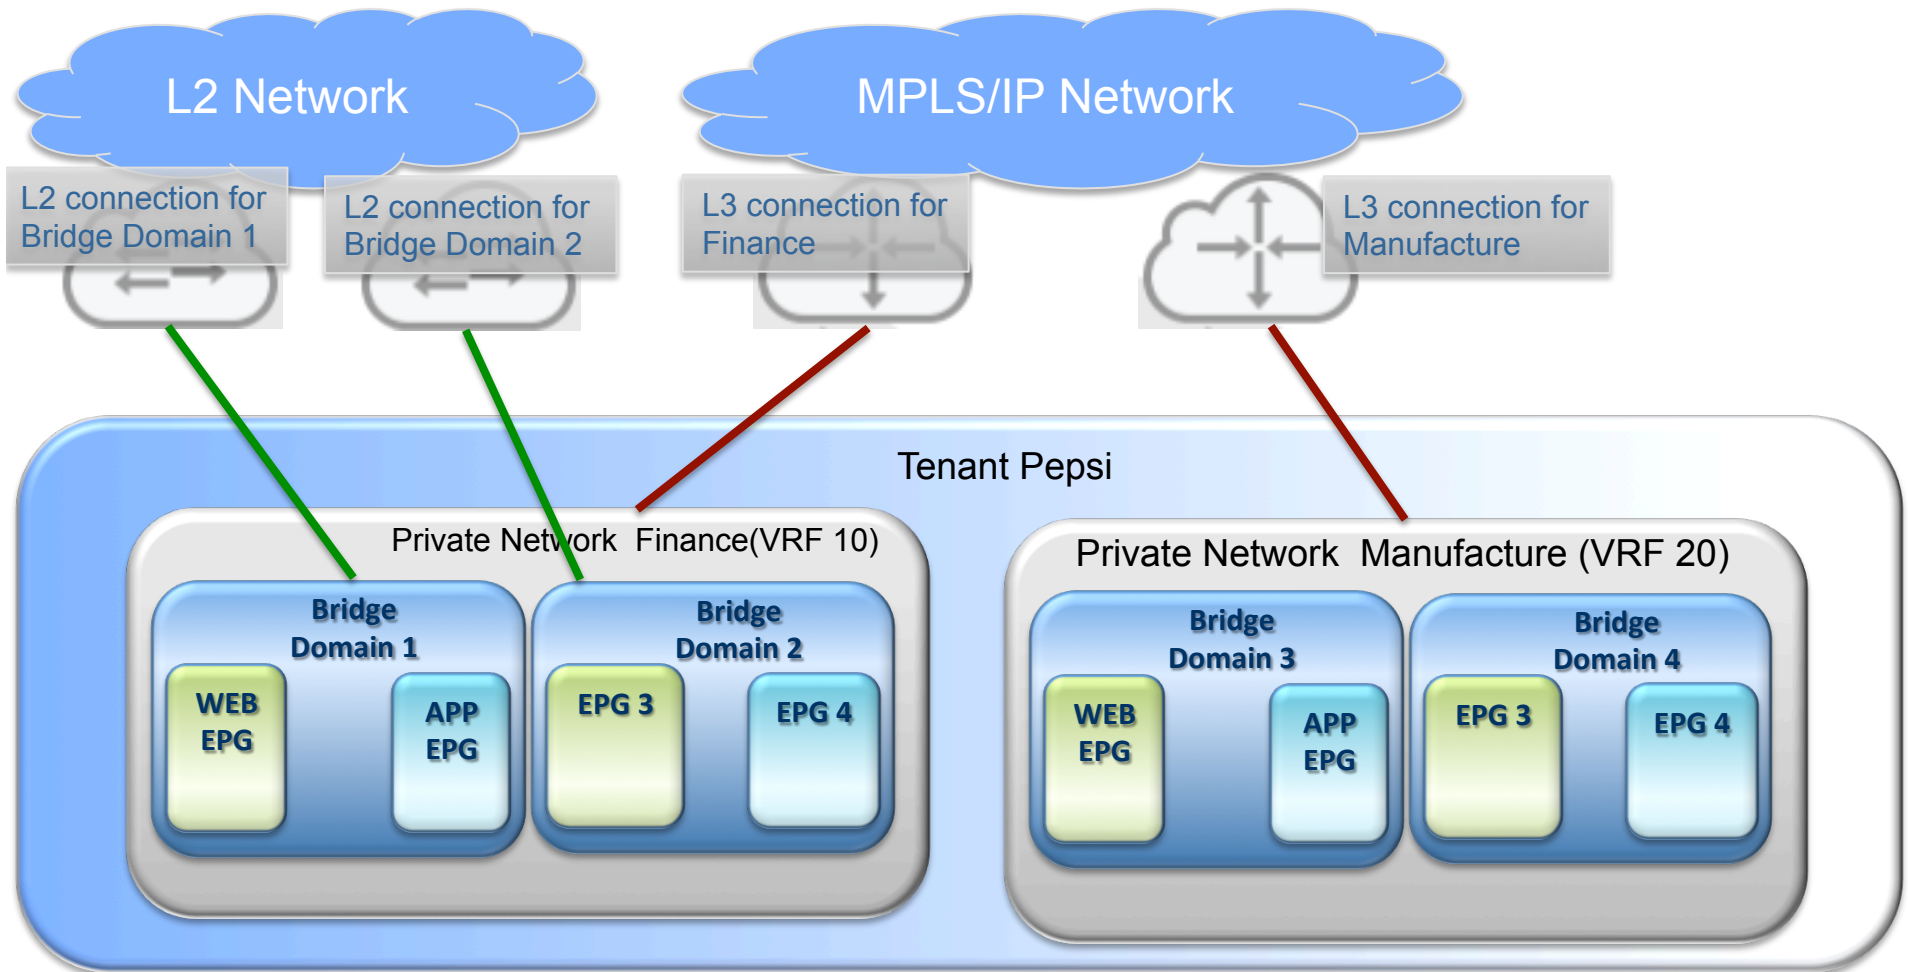 L2 Network
MPLS/IP Network
L2 connection for
Bridge Domain 1
L2 connection for
Bridge Domain 2
L3 connection for
Finance
L3 connection for
Manufacture
Tenant Pepsi
Private Network  Finance(VRF 10)
Bridge
Domain 1
WEB
EPG
APP
EPG
Bridge
Domain 2
EPG 3
EPG 4
Private Network  Manufacture (VRF 20)
Bridge
Domain 3
WEB
EPG
APP
EPG
Bridge
Domain 4
EPG 3
EPG 4